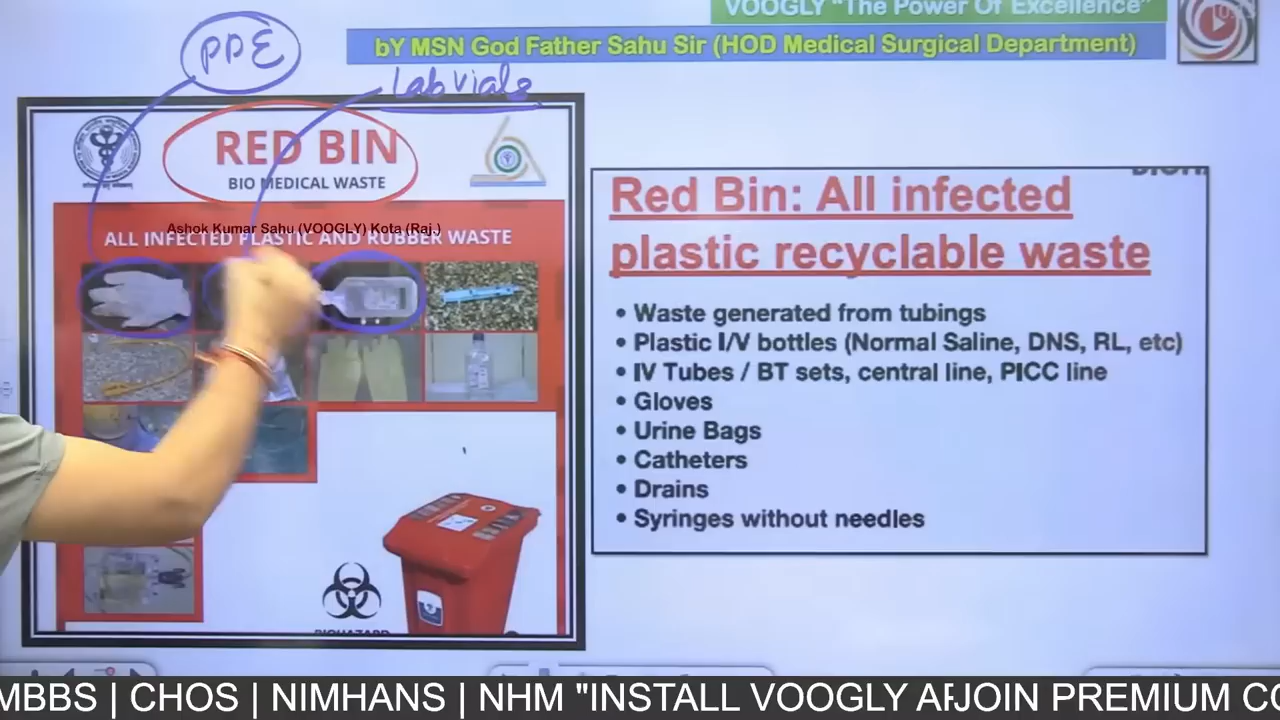 VOOGLY "The Power Of Excellence"
bY MSN God Father Sahu Sir (HOD Medical Surgical Department)
PPE
Lab vials
RED BIN
BIO MEDICAL WASTE
Ashok Kumar Sahu (VOOGLY) Kota (Raj.)
ALL INFECTED PLASTIC AND RUBBER WASTE
BIOHAZARD
Red Bin: All infected
plastic recyclable waste
• Waste generated from tubings
• Plastic I/V bottles (Normal Saline, DNS, RL, etc)
• IV Tubes / BT sets, central line, PICC line
• Gloves
• Urine Bags
• Catheters
• Drains
• Syringes without needles
MBBS | CHOS | NIMHANS | NHM "INSTALL VOOGLY AP JOIN PREMIUM CO